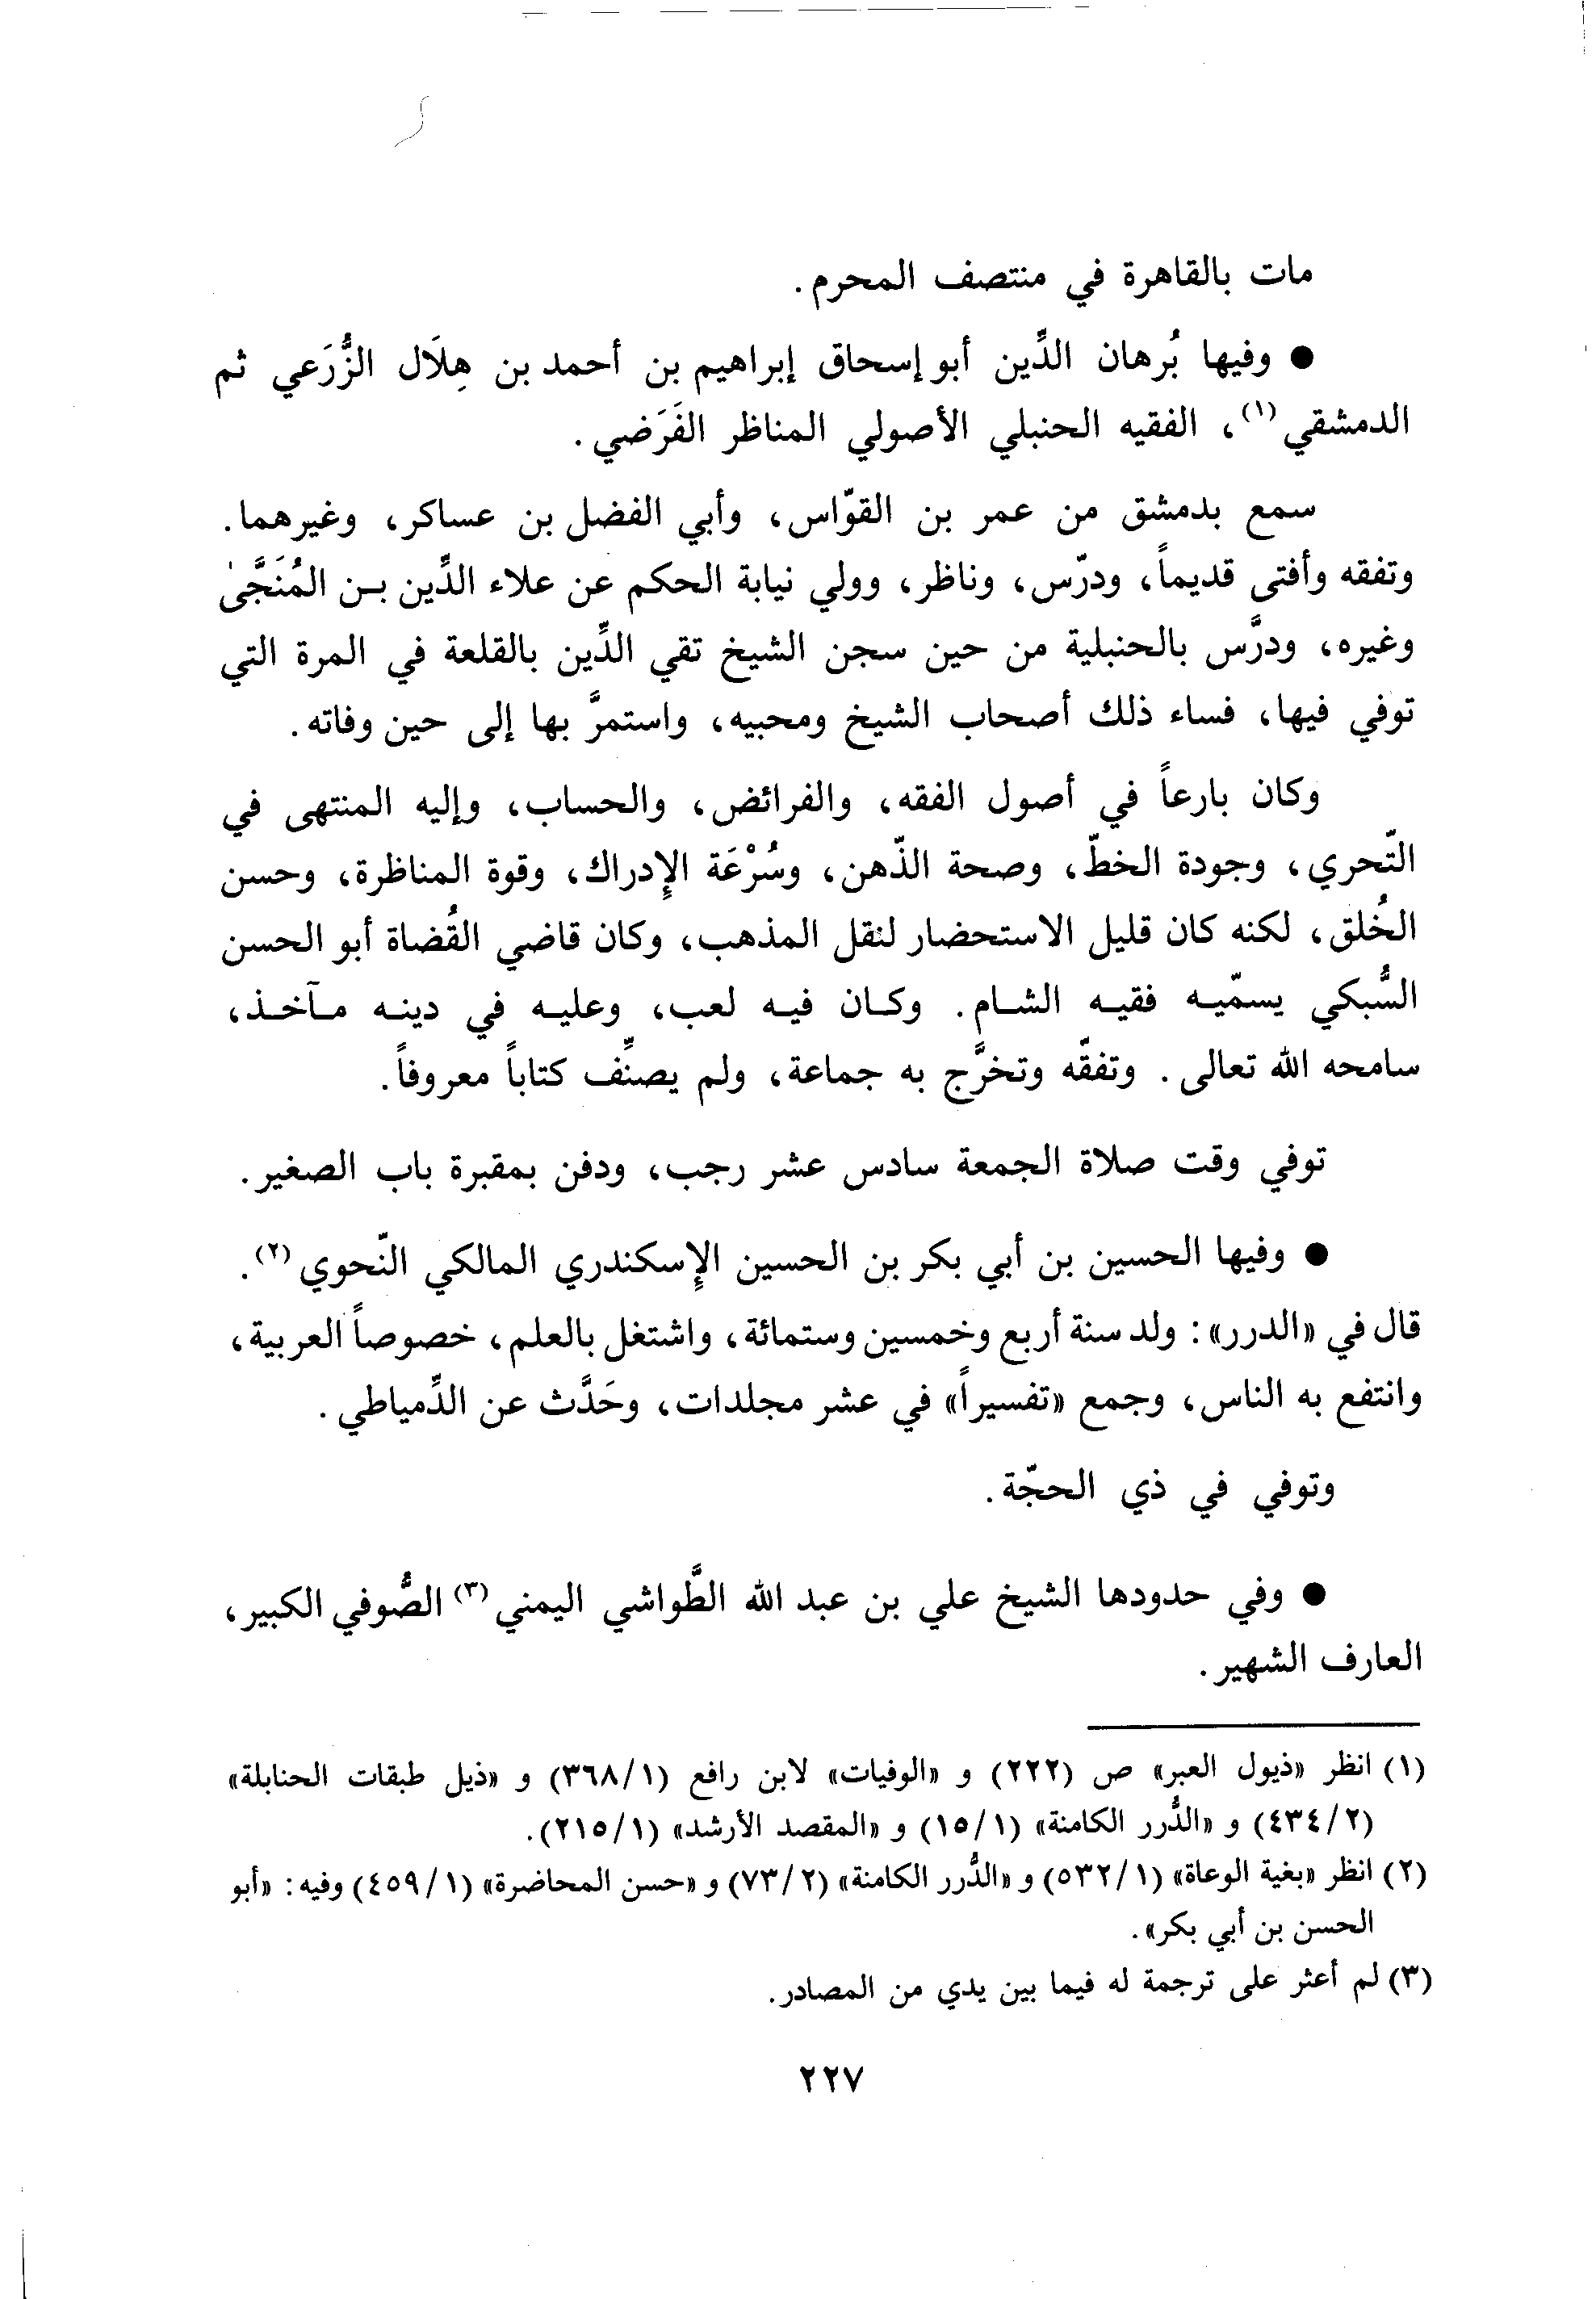 مات بالقاهرة في منتصف المحرم.
● وفيها بُرهان الدِّين أبو إسحاق إبراهيم بن أحمد بن هِلَال الزُّرَعي ثم
الدمشقي(١)، الفقيه الحنبلي الأصولي المناظر الفَرَضي.
سمع بدمشق من عمر بن القوّاس، وأبي الفضل بن عساكر، وغيرهما.
وتفقه وأفتى قديماً، ودرّس، وناظر، وولي نيابة الحكم عن علاء الدِّين بن المُنَجَّىٰ
وغيره، ودرَّس بالحنبلية من حين سجن الشيخ تقي الدِّين بالقلعة في المرة التي
توفي فيها، فساء ذلك أصحاب الشيخ ومحبيه، واستمرَّ بها إلى حين وفاته.
وكان بارعاً في أصول الفقه، والفرائض، والحساب، وإليه المنتهى في
التّحري، وجودة الخطّ، وصحة الذّهن، وسُرْعَة الإدراك، وقوة المناظرة، وحسن
الخُلق، لكنه كان قليل الاستحضار لنقل المذهب، وكان قاضي القُضاة أبو الحسن
السُّبكي يسمّيه فقيه الشام. وكان فيه لعب، وعليه في دينه مآخذ،
سامحه الله تعالى. وتفقّه وتخرَّج به جماعة، ولم يصنِّف كتاباً معروفاً.
توفي وقت صلاة الجمعة سادس عشر رجب، ودفن بمقبرة باب الصغير.
● وفيها الحسين بن أبي بكر بن الحسين الإسكندري المالكي النّحوي(٢).
قال في «الدرر»: ولد سنة أربع وخمسين وستمائة، واشتغل بالعلم، خصوصاً العربية،
وانتفع به الناس، وجمع «تفسيراً» في عشر مجلدات، وحَدَّث عن الدِّمياطي.
وتوفي في ذي الحجّة.
● وفي حدودها الشيخ علي بن عبد الله الطَّواشي اليمني(٣) الصُّوفي الكبير،
العارف الشهير.
(١) انظر «ذيول العبر» ص (٢٢٢) و «الوفيات» لابن رافع (٣٦٨/١) و «ذيل طبقات الحنابلة»
(٤٣٤/٢) و «الدُّرر الكامنة» (١٥/١) و «المقصد الأرشد» (٢١٥/١).
(٢) انظر «بغية الوعاة» (٥٣٢/١) و «الدُّرر الكامنة» (٧٣/٢) و «حسن المحاضرة» (٤٥٩/١) وفيه: «أبو
الحسن بن أبي بكر».
(٣) لم أعثر على ترجمة له فيما بين يدي من المصادر.
٢٢٧